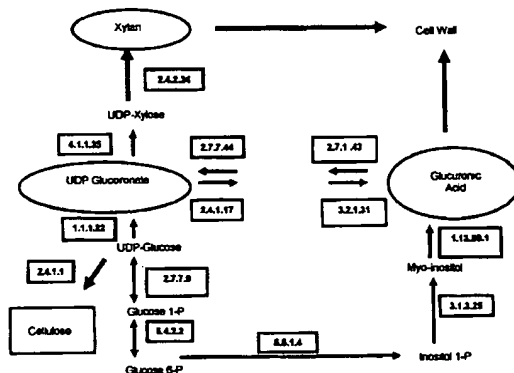 Xylan
Cell Wall
2.4.2.24
UDP-Xylose
4.1.1.35
2.7.7.44
2.7.1.43
UDP Glucoronate
Glucuronic
Acid
2.4.1.17
3.2.1.31
1.1.1.22
UDP-Glucose
1.13.99.1
Myo-inositol
2.4.1.1
2.7.7.9
3.1.3.25
Glucose 1-P
Cellulose
5.4.2.2
5.5.1.4
Glucose 6-P
Inositol 1-P